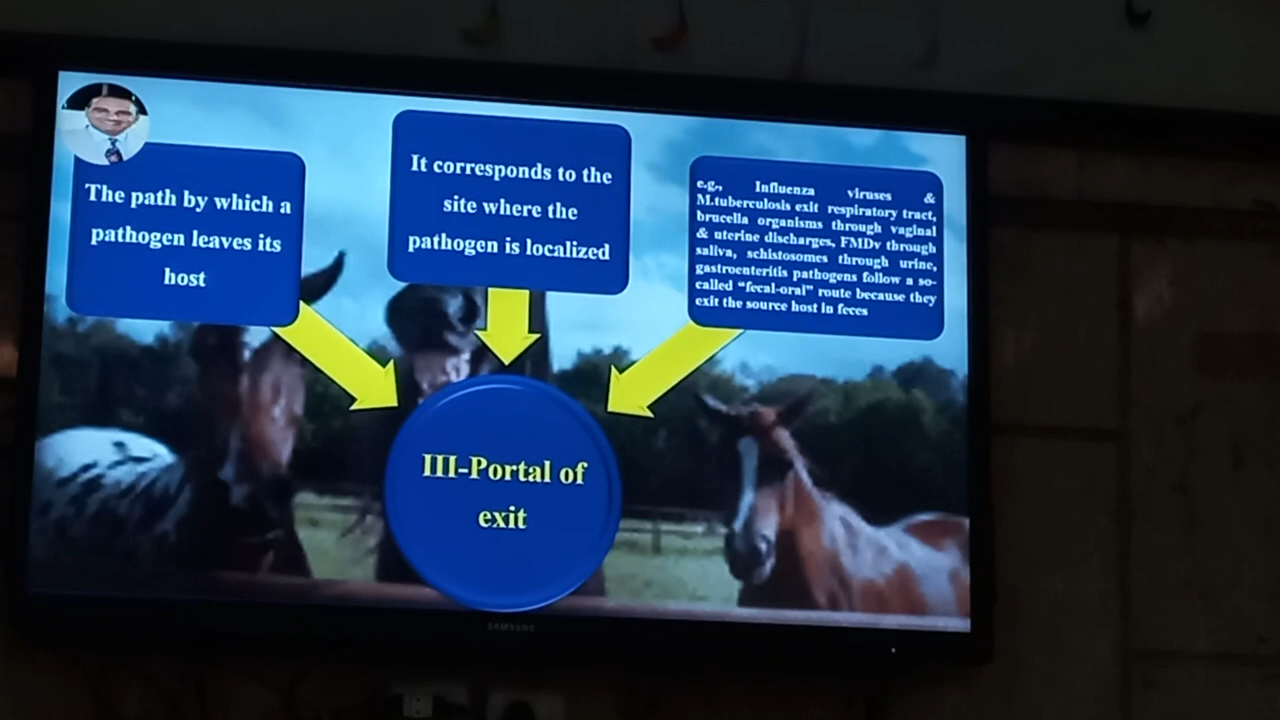 The path by which a
pathogen leaves its
host
It corresponds to the
site where the
pathogen is localized
e.g., Influenza viruses &
M.tuberculosis exit respiratory tract,
brucella organisms through vaginal
& uterine discharges, FMDv through
saliva, schistosomes through urine,
gastroenteritis pathogens follow a so-
called “fecal-oral” route because they
exit the source host in feces
III-Portal of
exit
SAMSUNG